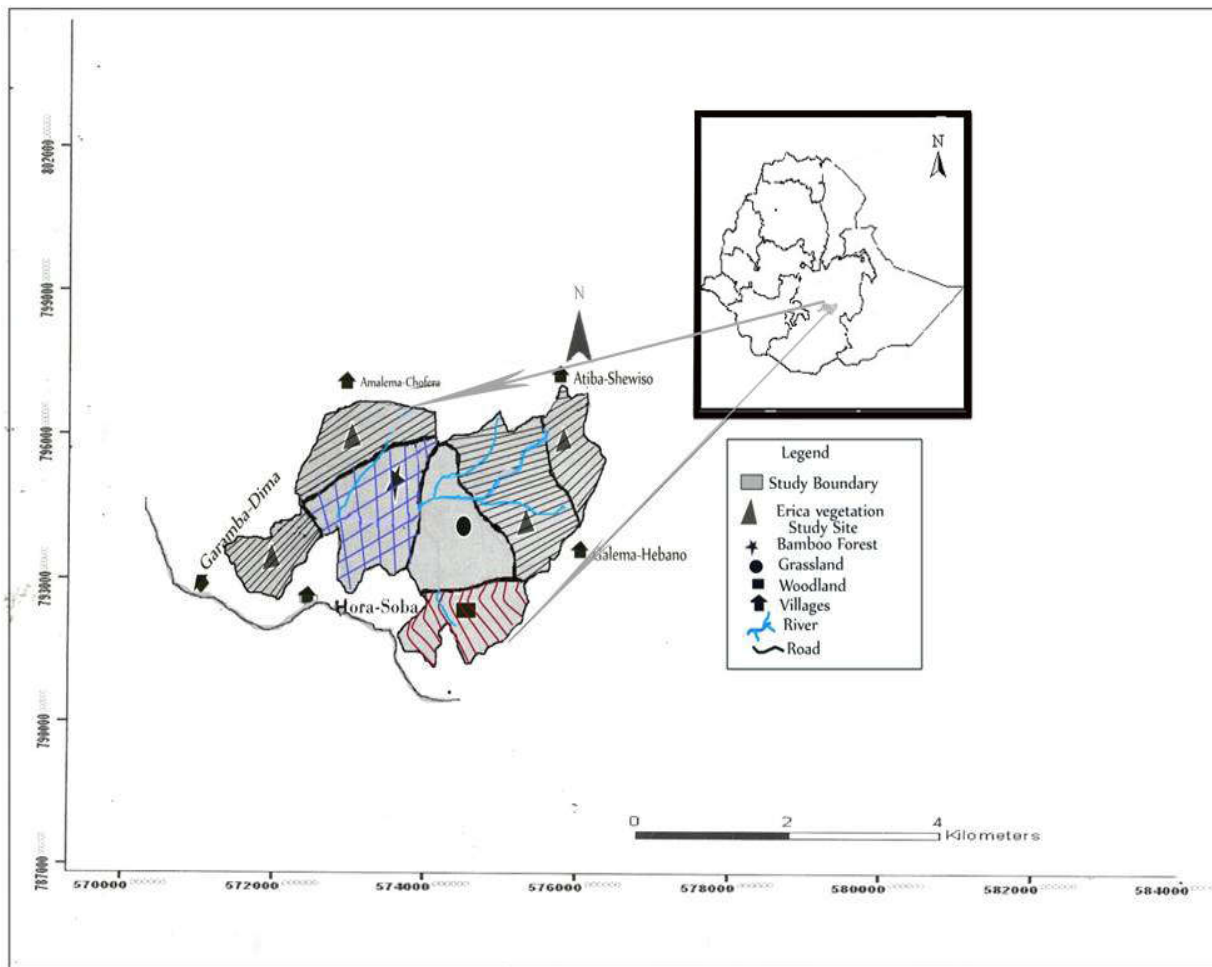 802000
799000
796000
793000
790000
787000
N
N
Amalema-Chofera
Atiba-Shewiso
Garamba-Dima
Galema-Hebano
Hora-Soba
Legend
Study Boundary
Erica vegetation
Study Site
Bamboo Forest
Grassland
Woodland
Villages
River
Road
0 2 4
Kilometers
570000 572000 574000 576000 578000 580000 582000 584000